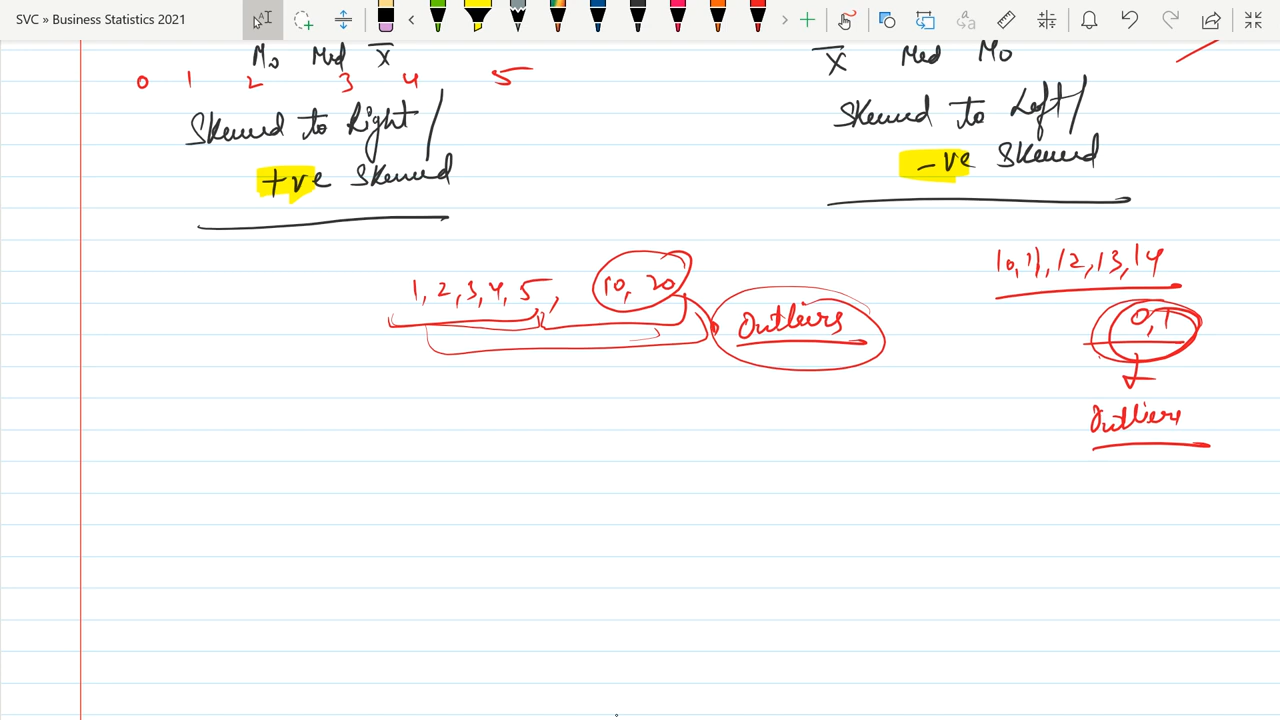 SVC » Business Statistics 2021
Mo Med X̅
0 1 2 3 4 5
Skewed to Right/
+ve Skewed
X̅ Med Mo
Skewed to Left/
-ve Skewed
1, 2, 3, 4, 5, 10, 20
Outliers
10, 11, 12, 13, 14
0, 1
Outliers